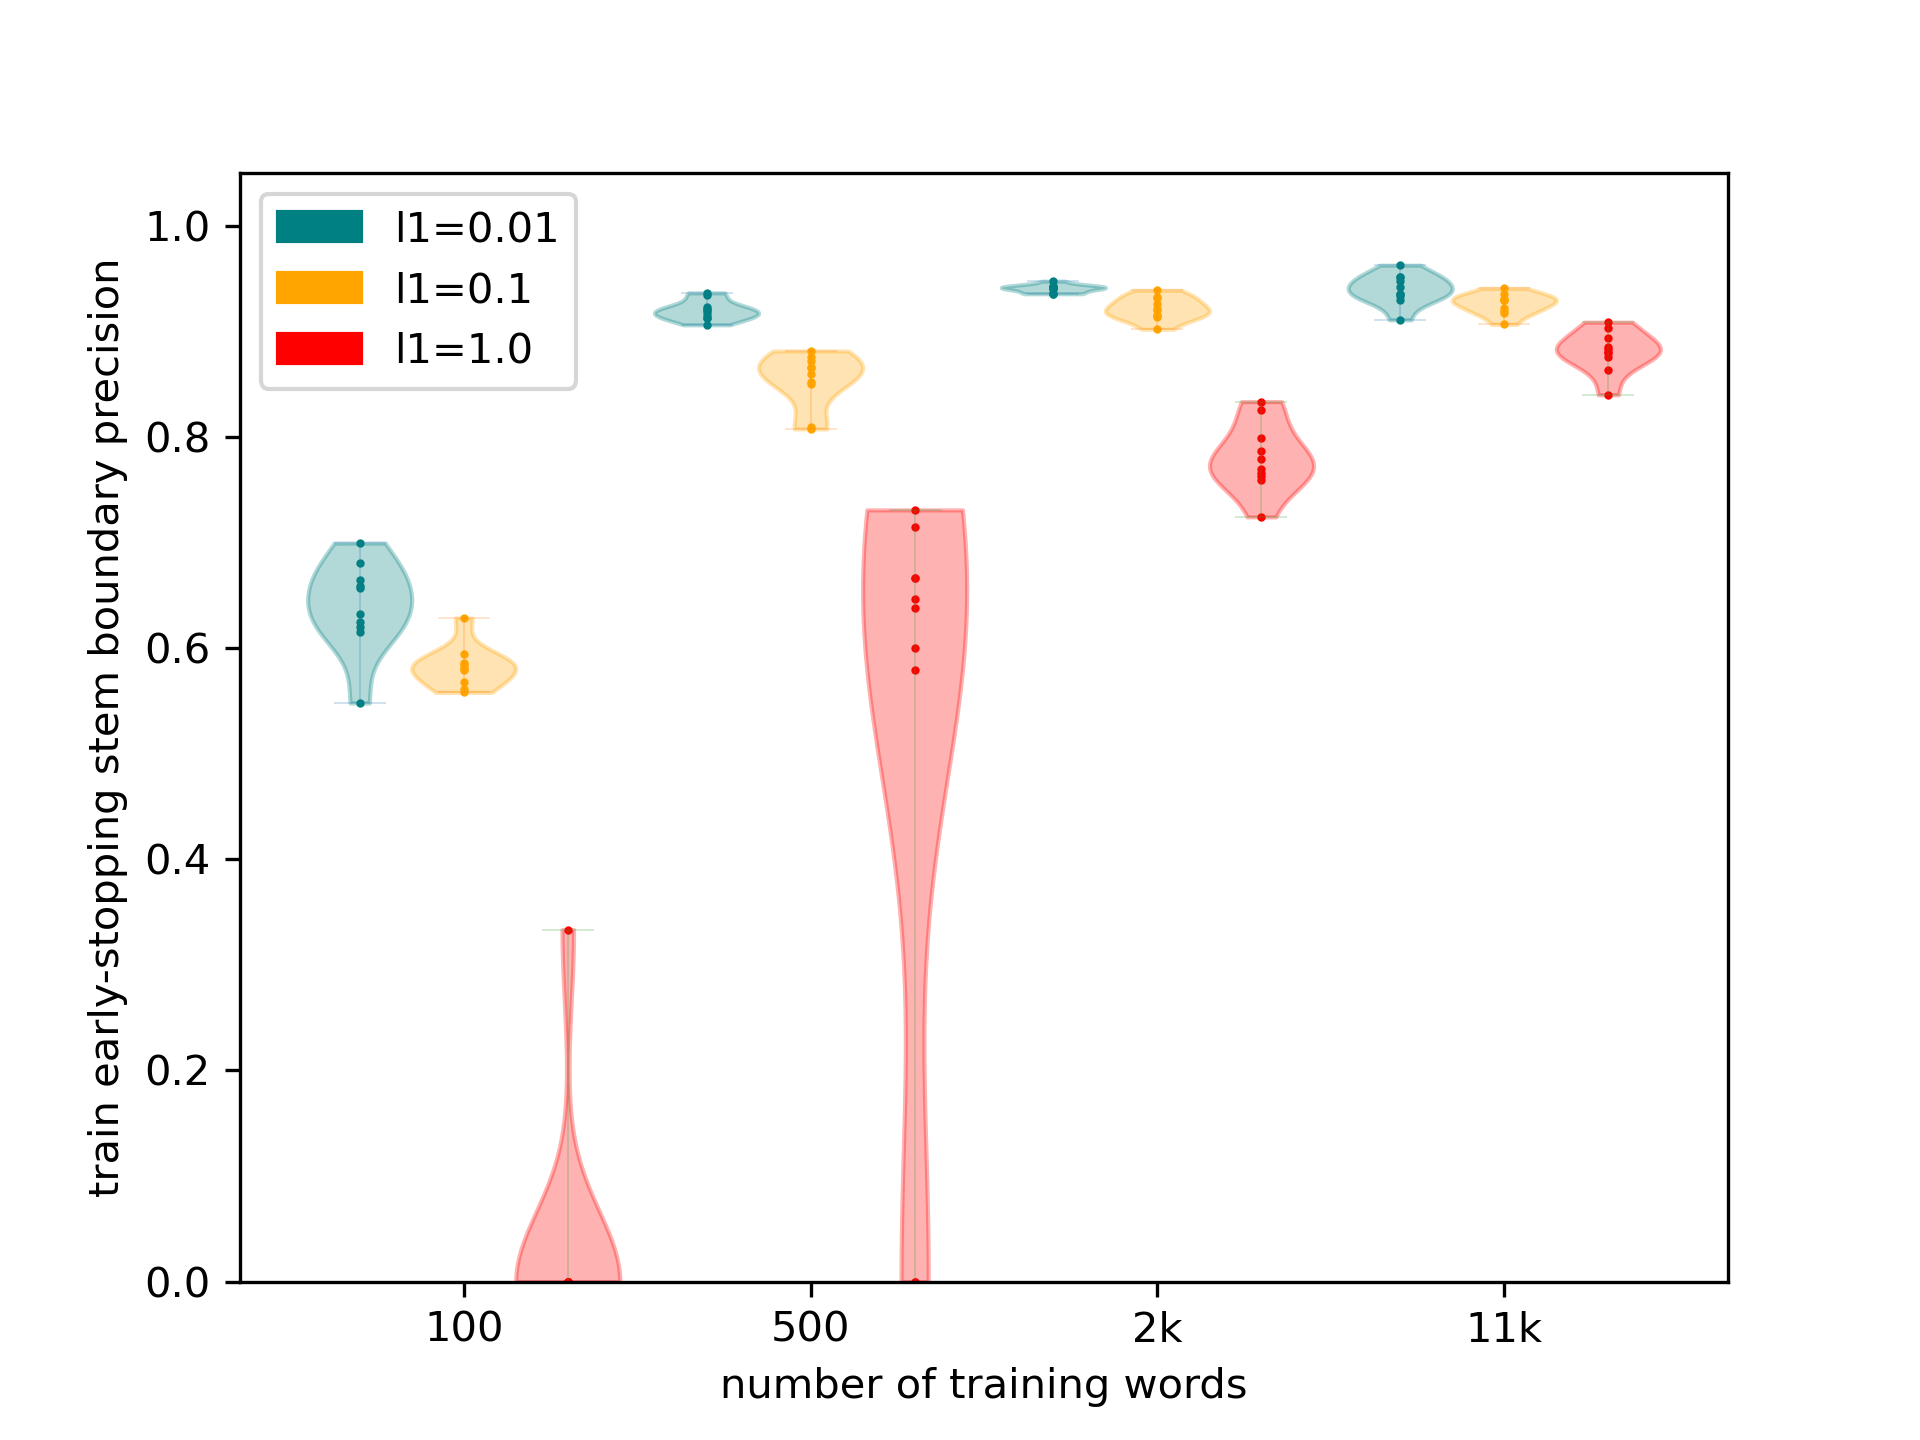 l1=0.01
l1=0.1
l1=1.0
train early-stopping stem boundary precision
1.0
0.8
0.6
0.4
0.2
0.0
100 500 2k 11k
number of training words